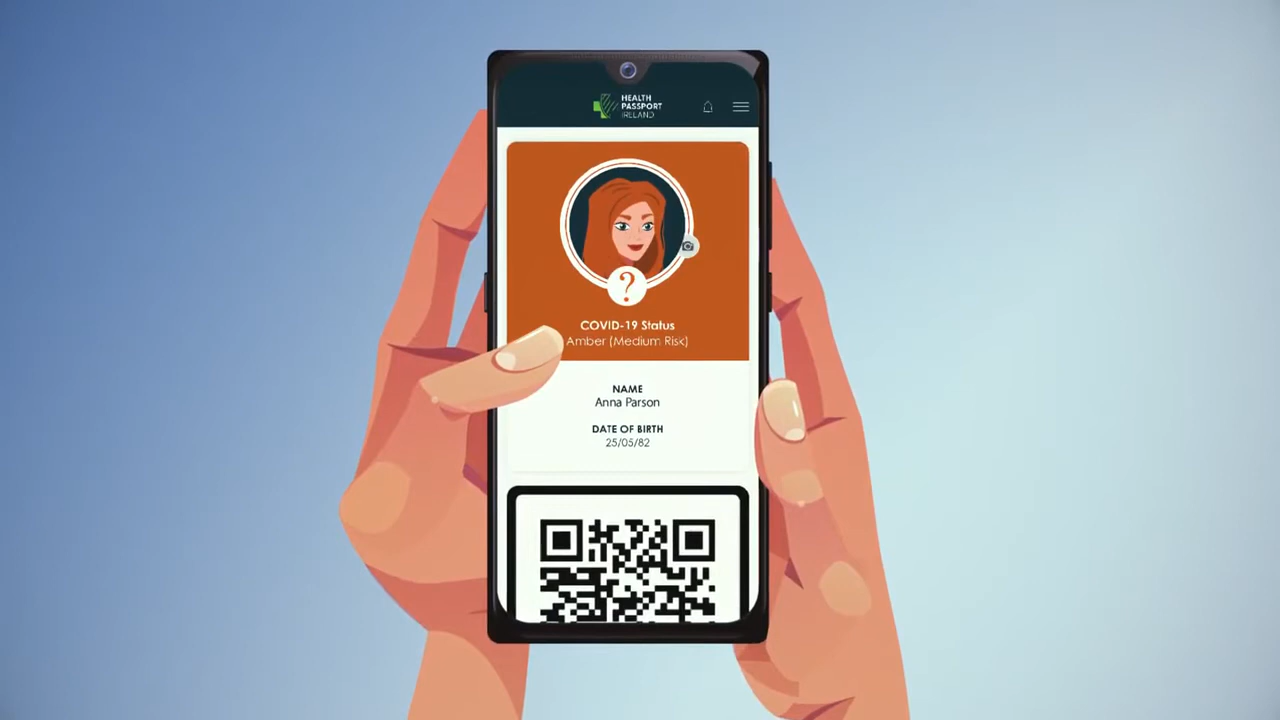 HEALTH
PASSPORT
IRELAND
?
COVID-19 Status
Amber (Medium Risk)
NAME
Anna Parson
DATE OF BIRTH
25/05/82